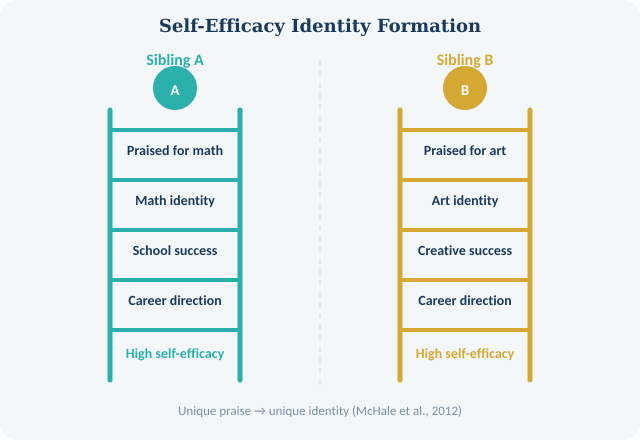 Self-Efficacy Identity Formation
Sibling A
A
Praised for math
Math identity
School success
Career direction
High self-efficacy
Sibling B
B
Praised for art
Art identity
Creative success
Career direction
High self-efficacy
Unique praise → unique identity (McHale et al., 2012)